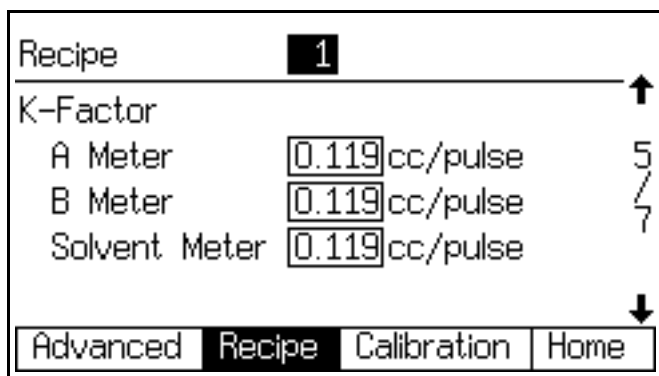 Recipe 1
K-Factor
A Meter 0.119 cc/pulse
B Meter 0.119 cc/pulse
Solvent Meter 0.119 cc/pulse
5/7
Advanced Recipe Calibration Home